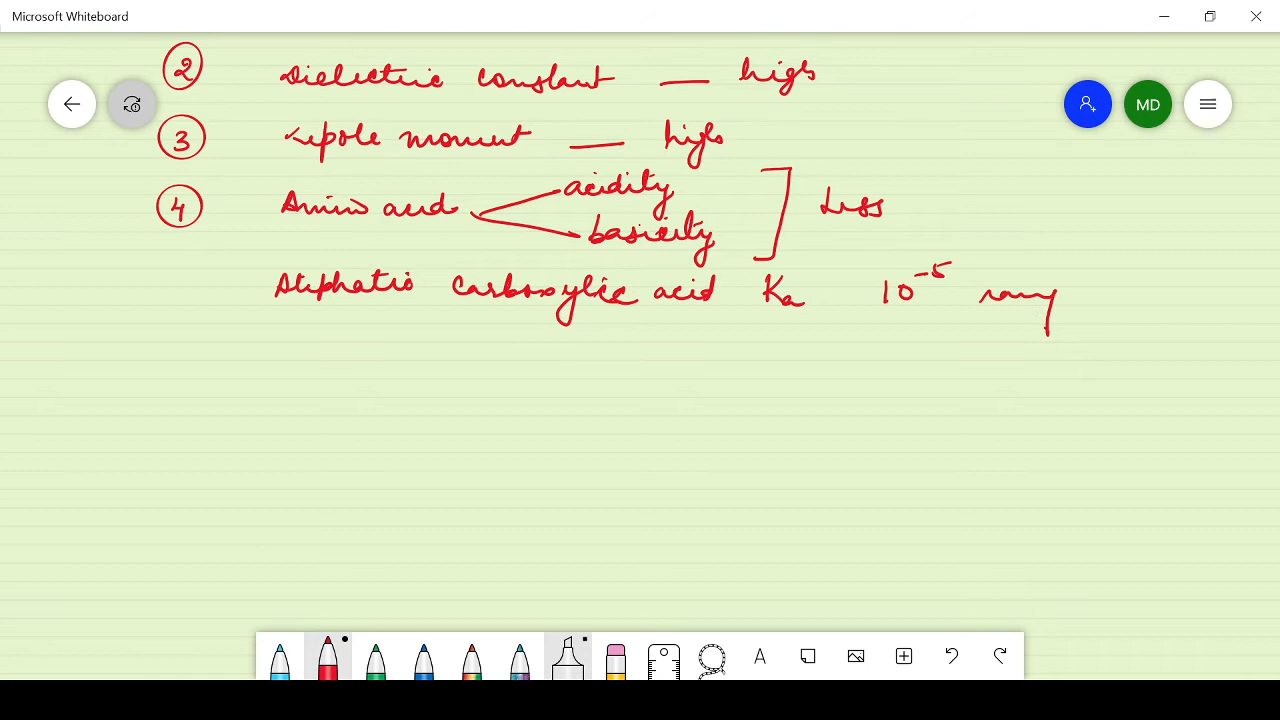 Microsoft Whiteboard
② Dielectric constant — high
MD
③ Dipole moment — high
④ Amino acid acidity basicity ] Less
Aliphatic carboxylic acid Ka 10⁻⁵ rang
A